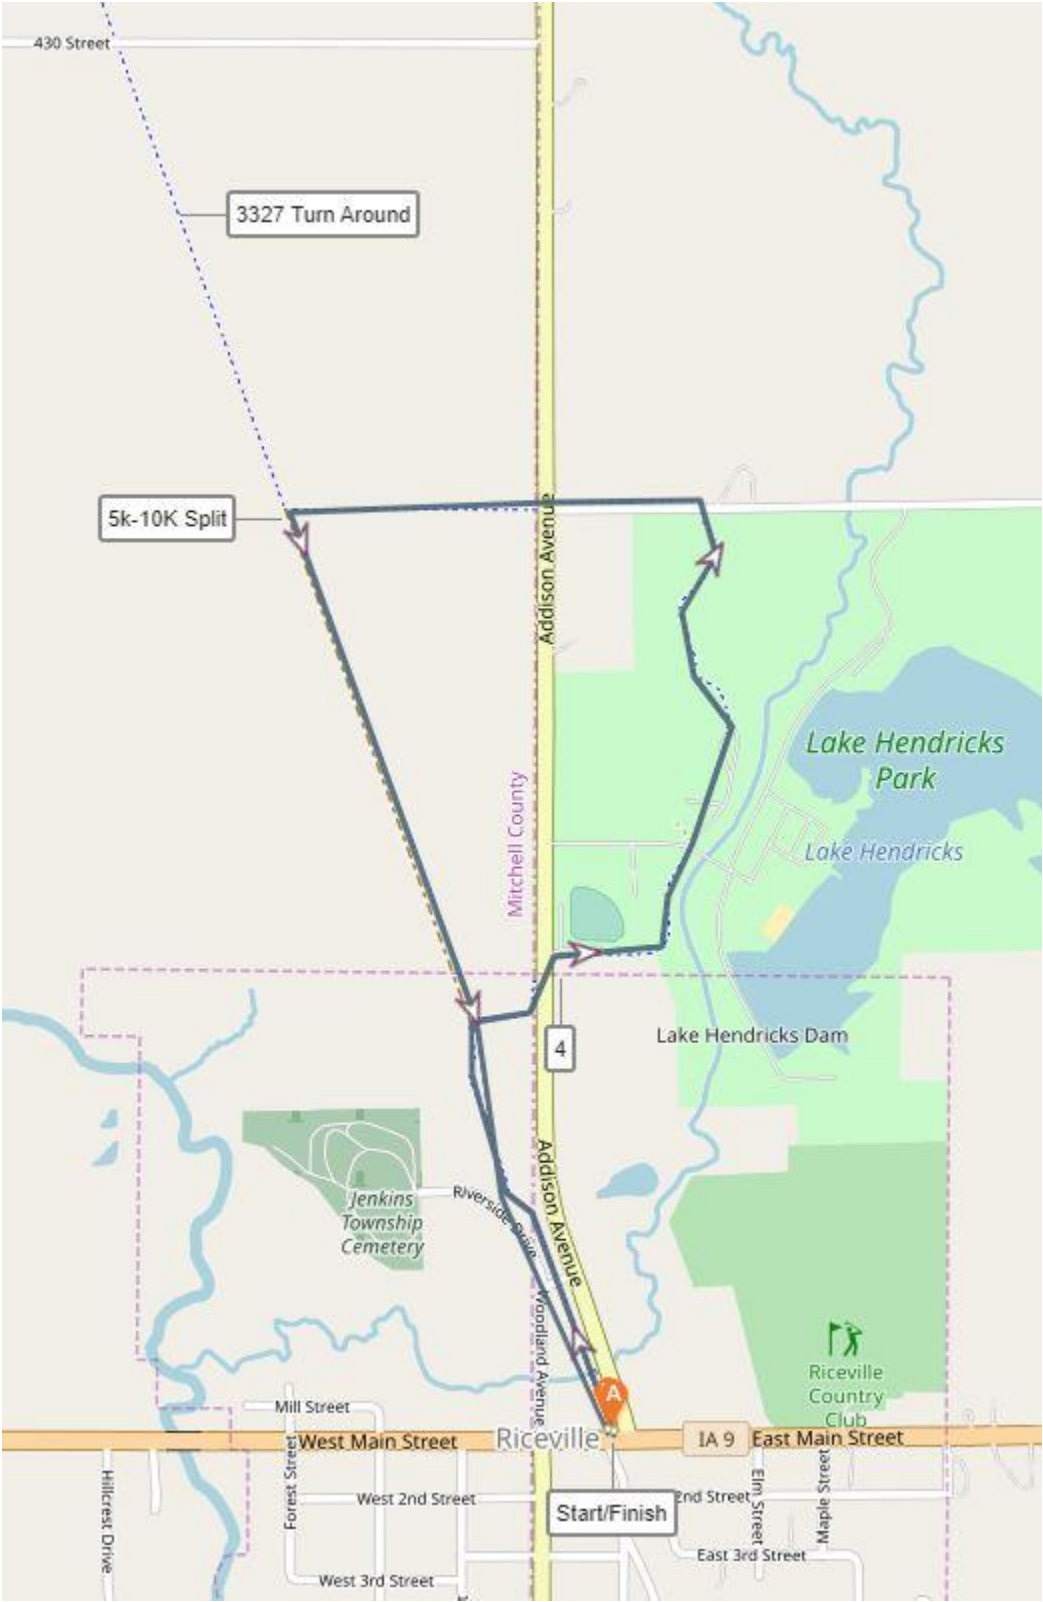 430 Street
3327 Turn Around
5k-10K Split
Addison Avenue
Lake Hendricks
Park
Mitchell County
Lake Hendricks
4
Lake Hendricks Dam
Addison Avenue
Jenkins
Township
Cemetery
Riverside Drive
Woodland Avenue
A
Riceville
Country
Club
Mill Street
West Main Street
Riceville
IA 9
East Main Street
Hillcrest Drive
Forest Street
West 2nd Street
Start/Finish
2nd Street
Elm Street
Maple Street
East 3rd Street
West 3rd Street